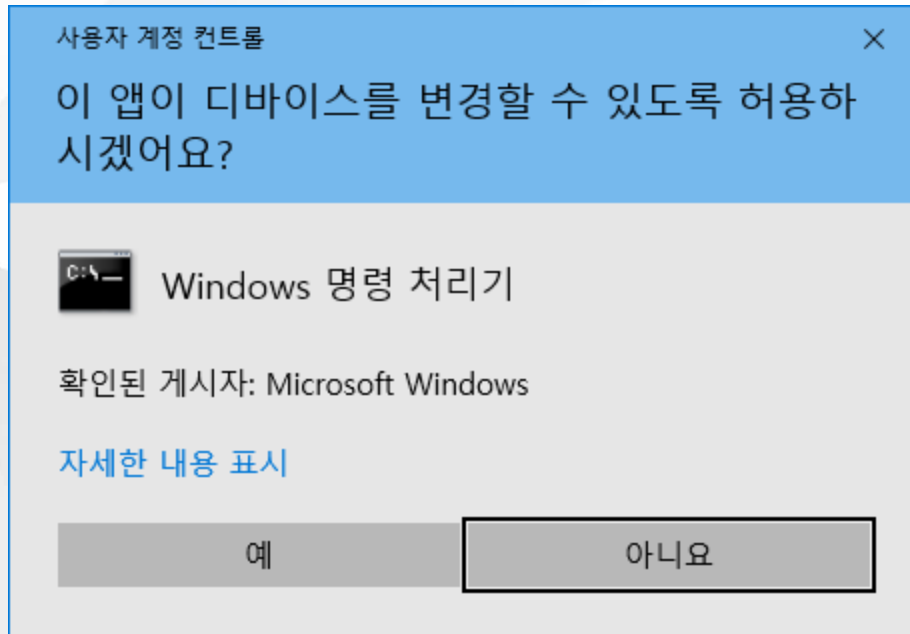 사용자 계정 컨트롤
이 앱이 디바이스를 변경할 수 있도록 허용하
시겠어요?
C:\
Windows 명령 처리기
확인된 게시자: Microsoft Windows
자세한 내용 표시
예
아니요